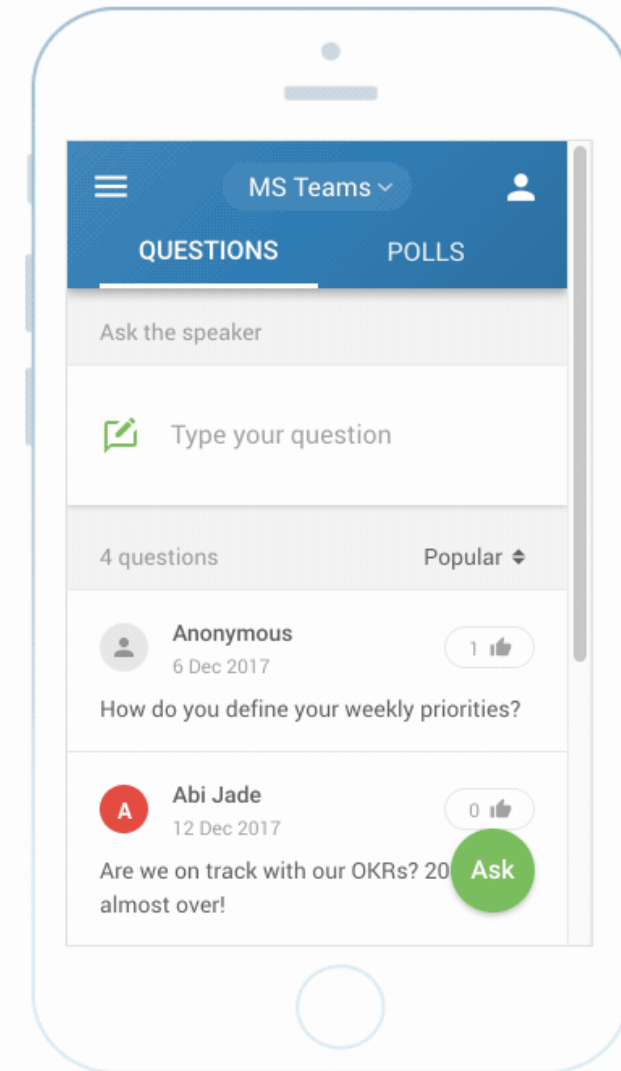 MS Teams
QUESTIONS POLLS
Ask the speaker
Type your question
4 questions Popular
Anonymous
1
6 Dec 2017
How do you define your weekly priorities?
A
Abi Jade
0
12 Dec 2017
Are we on track with our OKRs? 20
Ask
almost over!